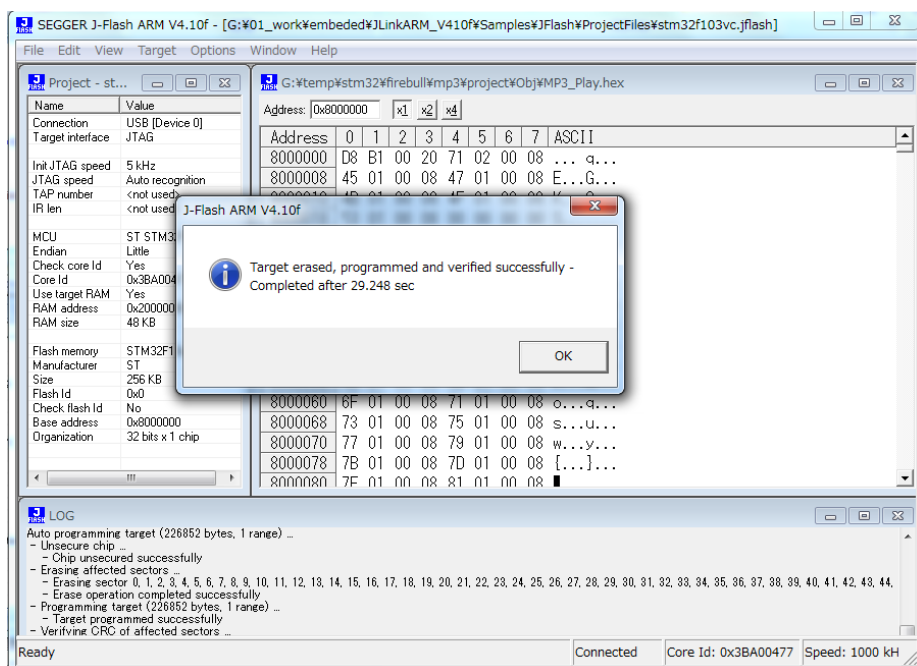 SEGGER J-Flash ARM V4.10f - [G:¥01_work¥embeded¥JLinkARM_V410f¥Samples¥JFlash¥ProjectFiles¥stm32f103vc.jflash]
File Edit View Target Options Window Help
Project - st...
Name Value
Connection USB [Device 0]
Target interface JTAG
Init JTAG speed 5 kHz
JTAG speed Auto recognition
TAP number <not used>
IR len <not used
MCU ST STM3
Endian Little
Check core Id Yes
Core Id 0x3BA004
Use target RAM Yes
RAM address 0x200000
RAM size 48 KB
Flash memory STM32F1
Manufacturer ST
Size 256 KB
Flash Id 0x0
Check flash Id No
Base address 0x8000000
Organization 32 bits x 1 chip
G:¥temp¥stm32¥firebull¥mp3¥project¥Obj¥MP3_Play.hex
Address: 0x8000000 x1 x2 x4
Address 0 1 2 3 4 5 6 7 ASCII
8000000 D8 B1 00 20 71 02 00 08 ... q...
8000008 45 01 00 08 47 01 00 08 E...G...
8000060 6F 01 00 08 71 01 00 08 o...q...
8000068 73 01 00 08 75 01 00 08 s...u...
8000070 77 01 00 08 79 01 00 08 w...y...
8000078 7B 01 00 08 7D 01 00 08 {...}...
8000080 7F 01 00 08 81 01 00 08
J-Flash ARM V4.10f
Target erased, programmed and verified successfully -
Completed after 29.248 sec
OK
LOG
Auto programming target (226852 bytes, 1 range) ...
- Unsecure chip ...
- Chip unsecured successfully
- Erasing affected sectors ...
- Erasing sector 0, 1, 2, 3, 4, 5, 6, 7, 8, 9, 10, 11, 12, 13, 14, 15, 16, 17, 18, 19, 20, 21, 22, 23, 24, 25, 26, 27, 28, 29, 30, 31, 32, 33, 34, 35, 36, 37, 38, 39, 40, 41, 42, 43, 44,
- Erase operation completed successfully
- Programming target (226852 bytes, 1 range) ...
- Target programmed successfully
- Verifying CRC of affected sectors ...
Ready Connected Core Id: 0x3BA00477 Speed: 1000 kH